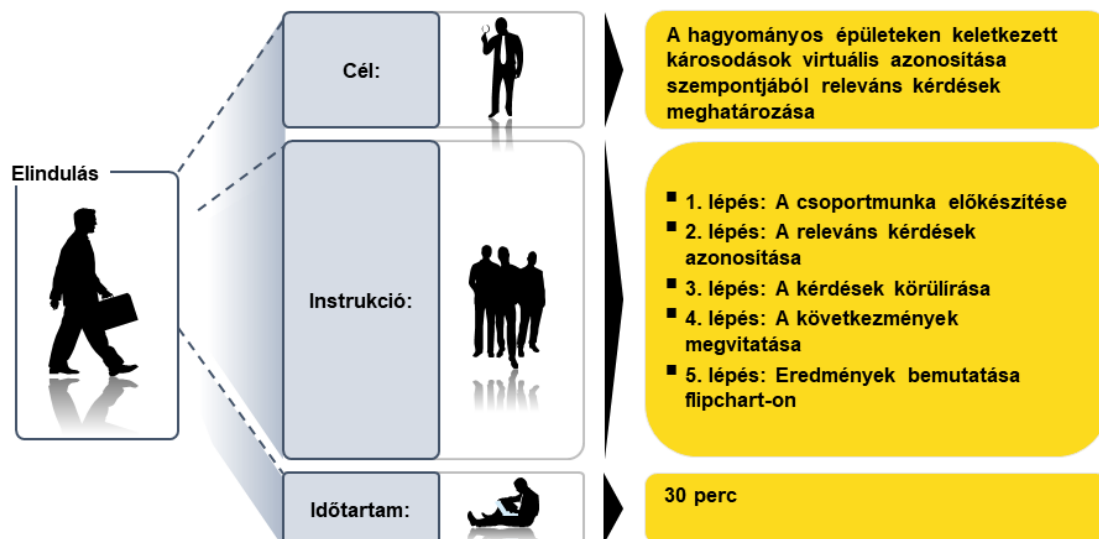 Elindulás
Cél:
A hagyományos épületeken keletkezett
károsodások virtuális azonosítása
szempontjából releváns kérdések
meghatározása
Instrukció:
▪ 1. lépés: A csoportmunka előkészítése
▪ 2. lépés: A releváns kérdések
azonosítása
▪ 3. lépés: A kérdések körülírása
▪ 4. lépés: A következmények
megvitatása
▪ 5. lépés: Eredmények bemutatása
flipchart-on
Időtartam:
30 perc